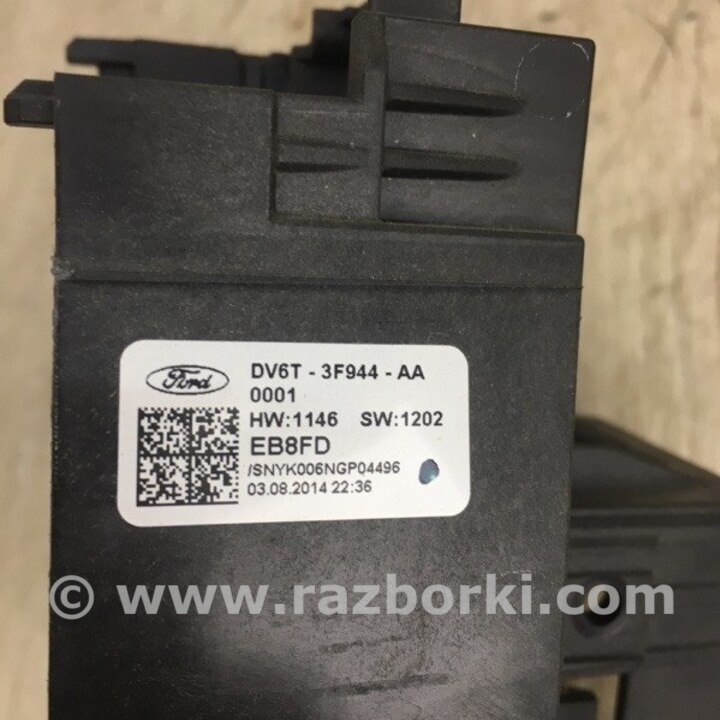 Ford
DV6T - 3F944 - AA
0001
HW:1146 SW:1202
EB8FD
/SNYK006NGP04496
03.08.2014 22:36
© www.razborki.com